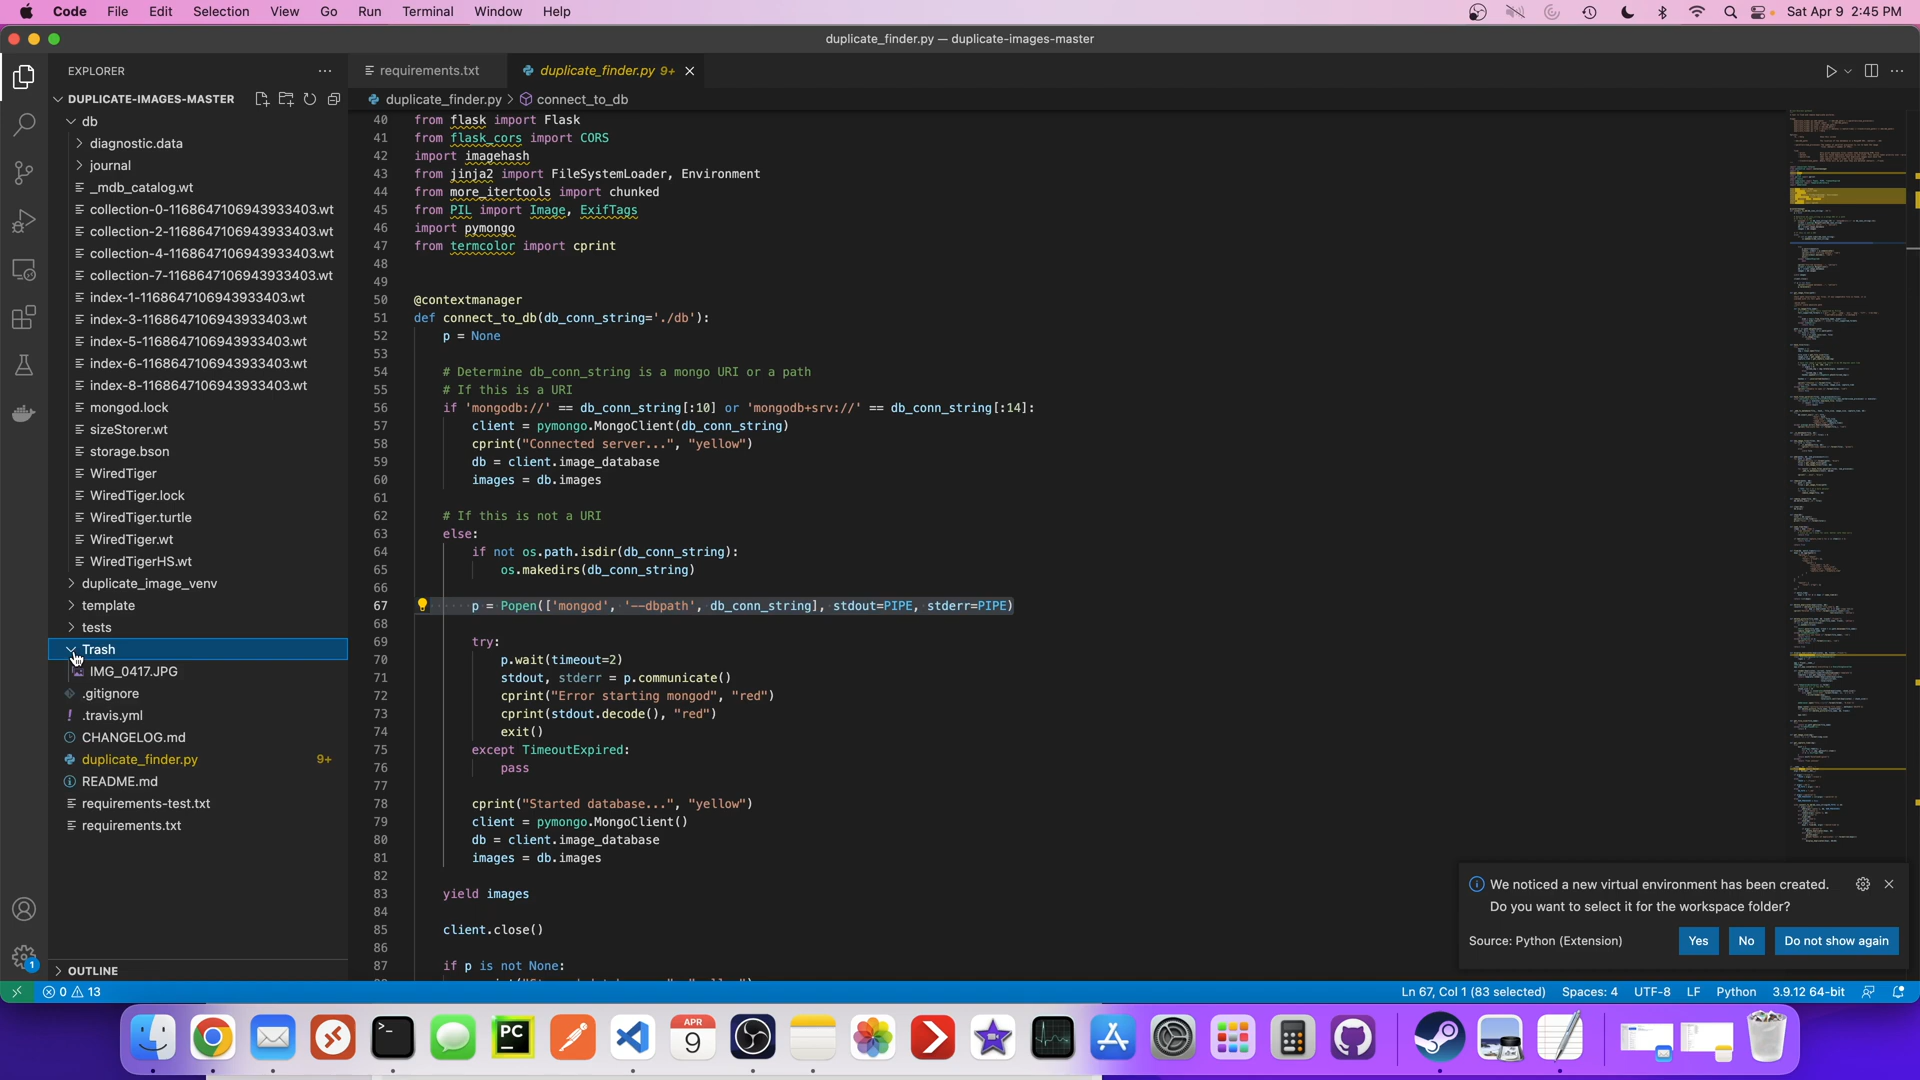 Code File Edit Selection View Go Run Terminal Window Help Sat Apr 9 2:45 PM
duplicate_finder.py — duplicate-images-master
EXPLORER
DUPLICATE-IMAGES-MASTER
db
diagnostic.data
journal
_mdb_catalog.wt
collection-0-1168647106943933403.wt
collection-2-1168647106943933403.wt
collection-4-1168647106943933403.wt
collection-7-1168647106943933403.wt
index-1-1168647106943933403.wt
index-3-1168647106943933403.wt
index-5-1168647106943933403.wt
index-6-1168647106943933403.wt
index-8-1168647106943933403.wt
mongod.lock
sizeStorer.wt
storage.bson
WiredTiger
WiredTiger.lock
WiredTiger.turtle
WiredTiger.wt
WiredTigerHS.wt
duplicate_image_venv
template
tests
Trash
IMG_0417.JPG
.gitignore
! .travis.yml
CHANGELOG.md
duplicate_finder.py 9+
README.md
requirements-test.txt
requirements.txt
OUTLINE
requirements.txt duplicate_finder.py 9+
duplicate_finder.py > connect_to_db
40 from flask import Flask
41 from flask_cors import CORS
42 import imagehash
43 from jinja2 import FileSystemLoader, Environment
44 from more_itertools import chunked
45 from PIL import Image, ExifTags
46 import pymongo
47 from termcolor import cprint
48
49
50 @contextmanager
51 def connect_to_db(db_conn_string='./db'):
52 p = None
53
54 # Determine db_conn_string is a mongo URI or a path
55 # If this is a URI
56 if 'mongodb://' == db_conn_string[:10] or 'mongodb+srv://' == db_conn_string[:14]:
57 client = pymongo.MongoClient(db_conn_string)
58 cprint("Connected server...", "yellow")
59 db = client.image_database
60 images = db.images
61
62 # If this is not a URI
63 else:
64 if not os.path.isdir(db_conn_string):
65 os.makedirs(db_conn_string)
66
67 p = Popen(['mongod', '--dbpath', db_conn_string], stdout=PIPE, stderr=PIPE)
68
69 try:
70 p.wait(timeout=2)
71 stdout, stderr = p.communicate()
72 cprint("Error starting mongod", "red")
73 cprint(stdout.decode(), "red")
74 exit()
75 except TimeoutExpired:
76 pass
77
78 cprint("Started database...", "yellow")
79 client = pymongo.MongoClient()
80 db = client.image_database
81 images = db.images
82
83 yield images
84
85 client.close()
86
87 if p is not None:
We noticed a new virtual environment has been created.
Do you want to select it for the workspace folder?
Source: Python (Extension) Yes No Do not show again
1
0 13 Ln 67, Col 1 (83 selected) Spaces: 4 UTF-8 LF Python 3.9.12 64-bit
PC
APR
9